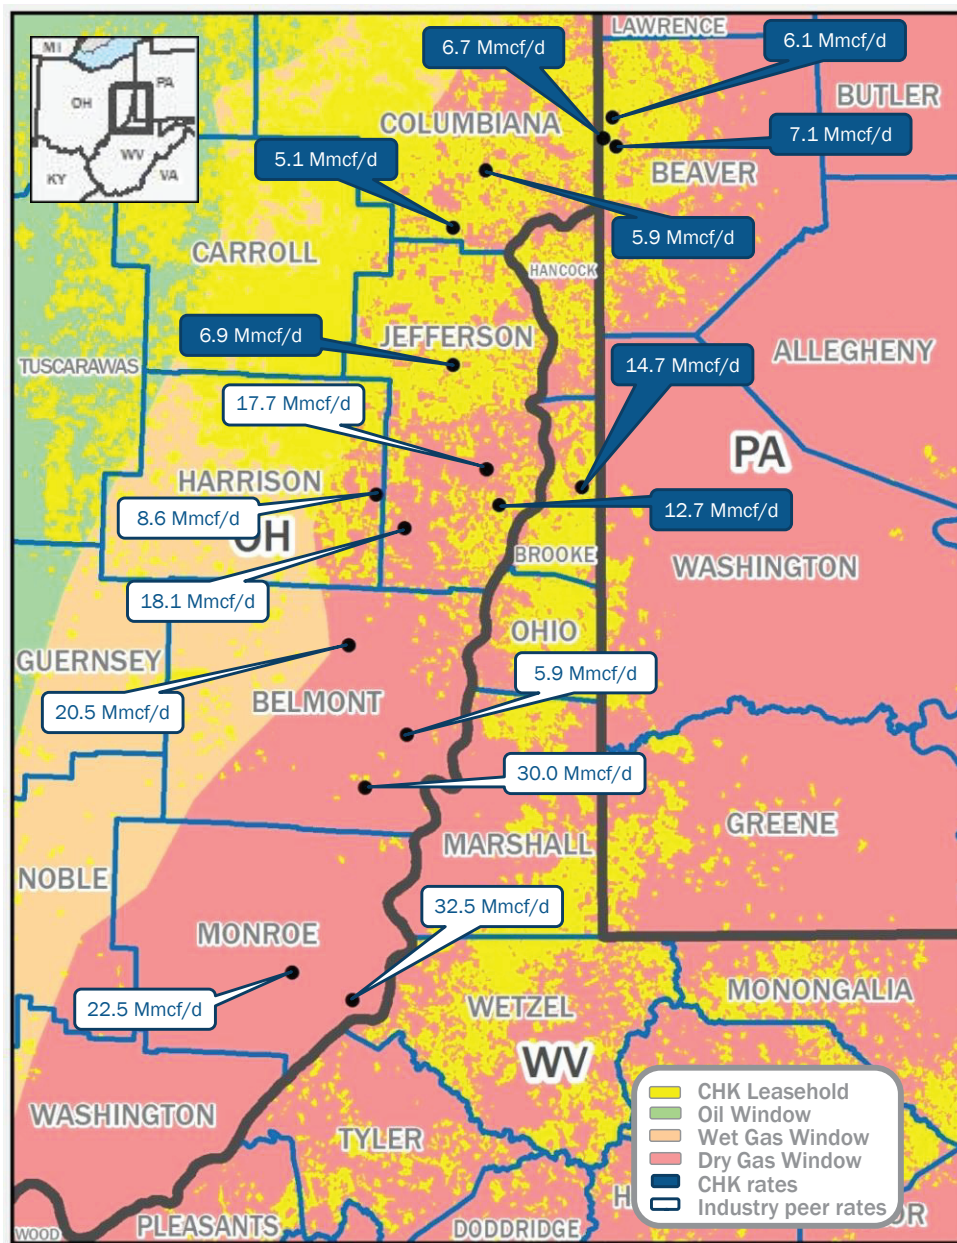 LAWRENCE
6.7 Mmcf/d
6.1 Mmcf/d
MI
PA
OH
WV
KY
VA
BUTLER
COLUMBIANA
7.1 Mmcf/d
5.1 Mmcf/d
BEAVER
5.9 Mmcf/d
CARROLL
HANCOCK
6.9 Mmcf/d
JEFFERSON
TUSCARAWAS
14.7 Mmcf/d
ALLEGHENY
17.7 Mmcf/d
PA
HARRISON
8.6 Mmcf/d
12.7 Mmcf/d
OH
BROOKE
WASHINGTON
18.1 Mmcf/d
OHIO
GUERNSEY
5.9 Mmcf/d
BELMONT
20.5 Mmcf/d
30.0 Mmcf/d
GREENE
MARSHALL
NOBLE
32.5 Mmcf/d
MONROE
MONONGALIA
22.5 Mmcf/d
WETZEL
WV
WASHINGTON
TYLER
CHK Leasehold
Oil Window
Wet Gas Window
Dry Gas Window
CHK rates
Industry peer rates
H
OR
WOOD
PLEASANTS
DODDRIDGE